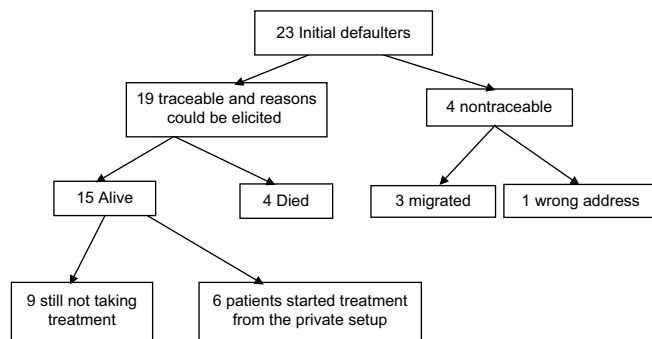 23 Initial defaulters
19 traceable and reasons
could be elicited
4 nontraceable
15 Alive
4 Died
3 migrated
1 wrong address
9 still not taking
treatment
6 patients started treatment
from the private setup